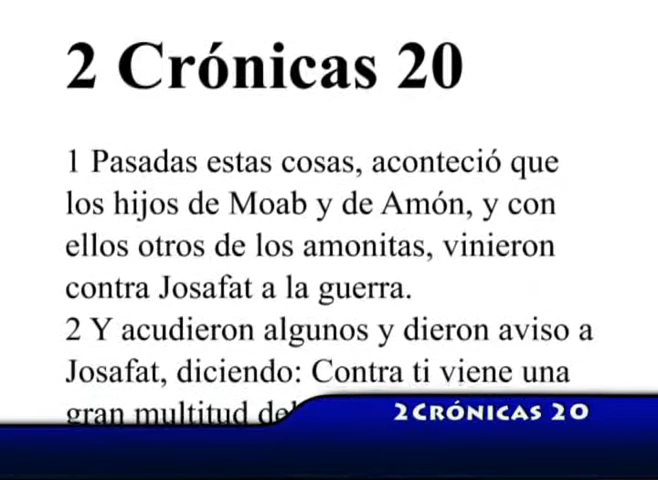 2 Crónicas 20
1 Pasadas estas cosas, aconteció que
los hijos de Moab y de Amón, y con
ellos otros de los amonitas, vinieron
contra Josafat a la guerra.
2 Y acudieron algunos y dieron aviso a
Josafat, diciendo: Contra ti viene una
gran multitud
2CRÓNICAS 20